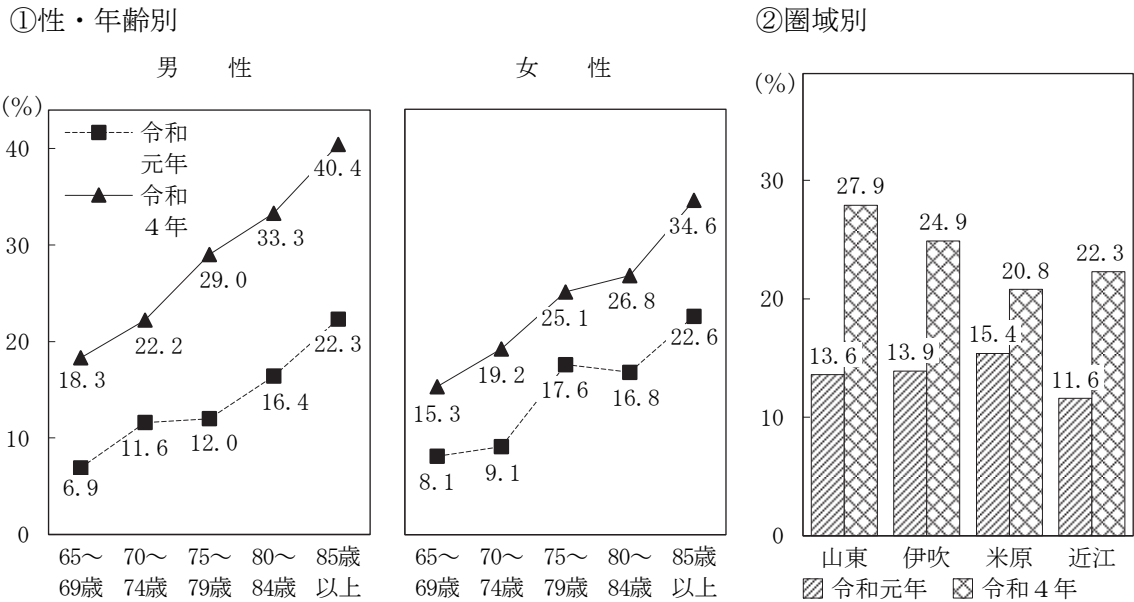 ①性・年齢別
男 性
(%)
40
30
20
10
0
令和
元年
令和
４年
18.3
22.2
29.0
33.3
40.4
6.9
11.6
12.0
16.4
22.3
65～
69歳
70～
74歳
75～
79歳
80～
84歳
85歳
以上
女 性
15.3
19.2
25.1
26.8
34.6
8.1
9.1
17.6
16.8
22.6
65～
69歳
70～
74歳
75～
79歳
80～
84歳
85歳
以上
②圏域別
(%)
30
20
10
0
13.6
27.9
13.9
24.9
15.4
20.8
11.6
22.3
山東 伊吹 米原 近江
令和元年 令和４年